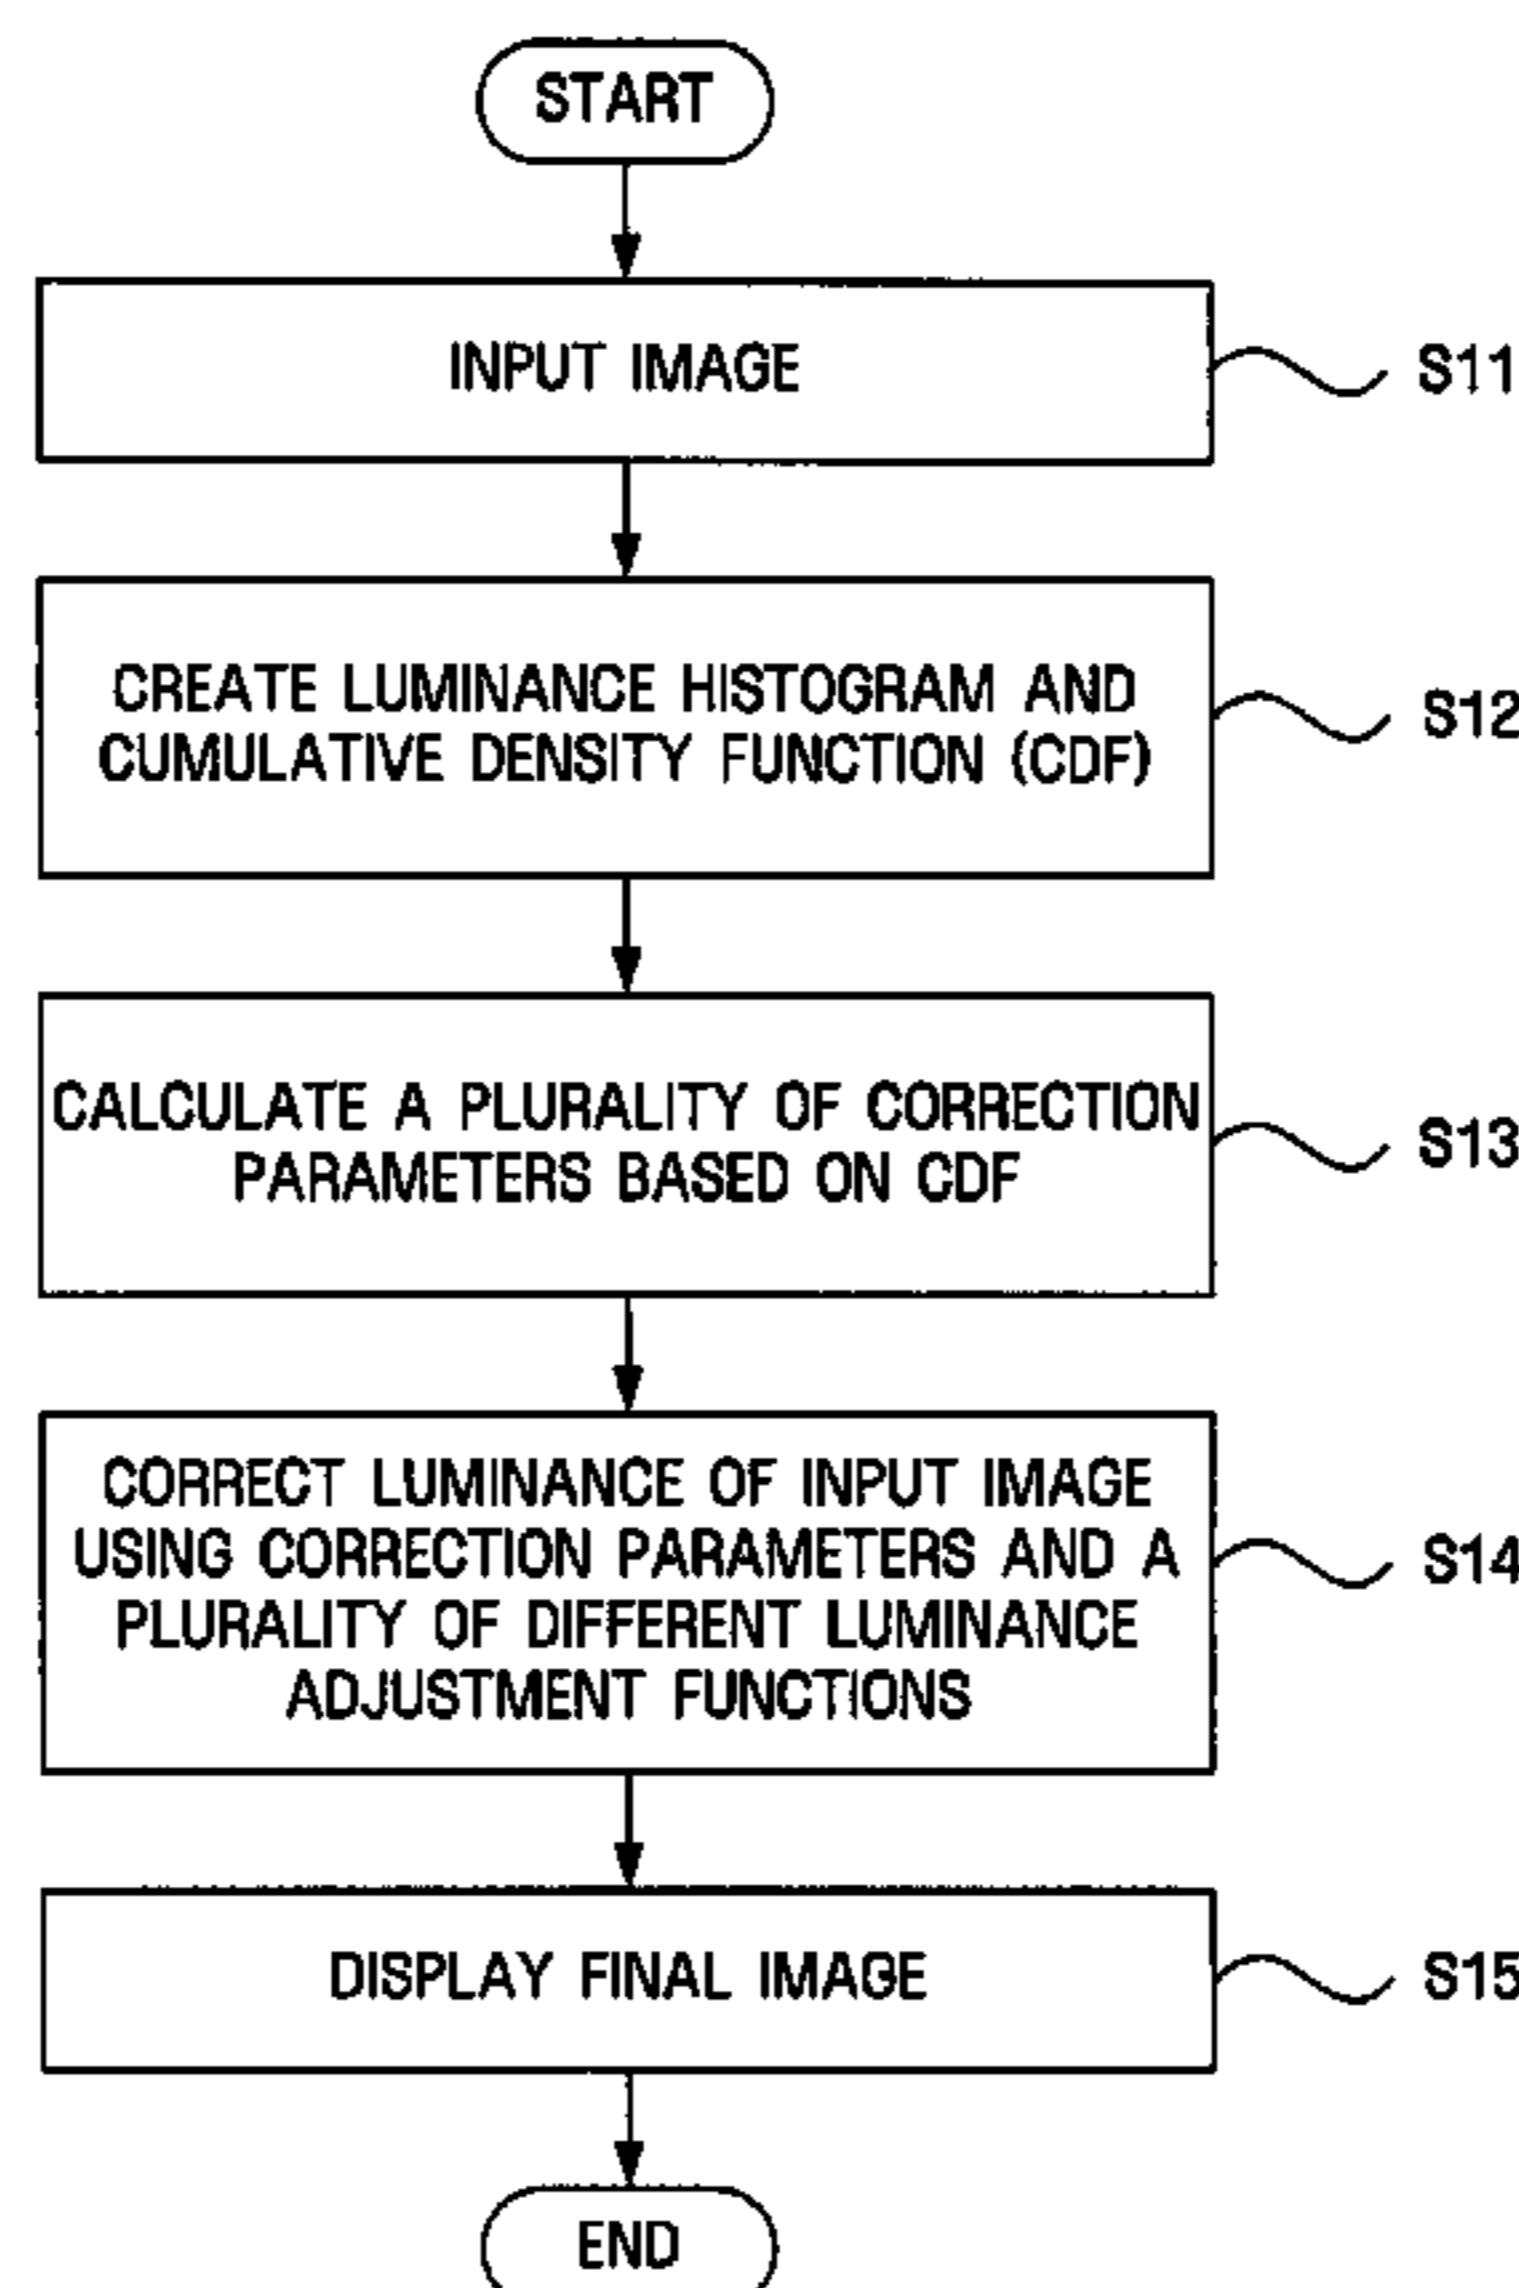 START
INPUT IMAGE
S11
CREATE LUMINANCE HISTOGRAM AND
CUMULATIVE DENSITY FUNCTION (CDF)
S12
CALCULATE A PLURALITY OF CORRECTION
PARAMETERS BASED ON CDF
S13
CORRECT LUMINANCE OF INPUT IMAGE
USING CORRECTION PARAMETERS AND A
PLURALITY OF DIFFERENT LUMINANCE
ADJUSTMENT FUNCTIONS
S14
DISPLAY FINAL IMAGE
S15
END